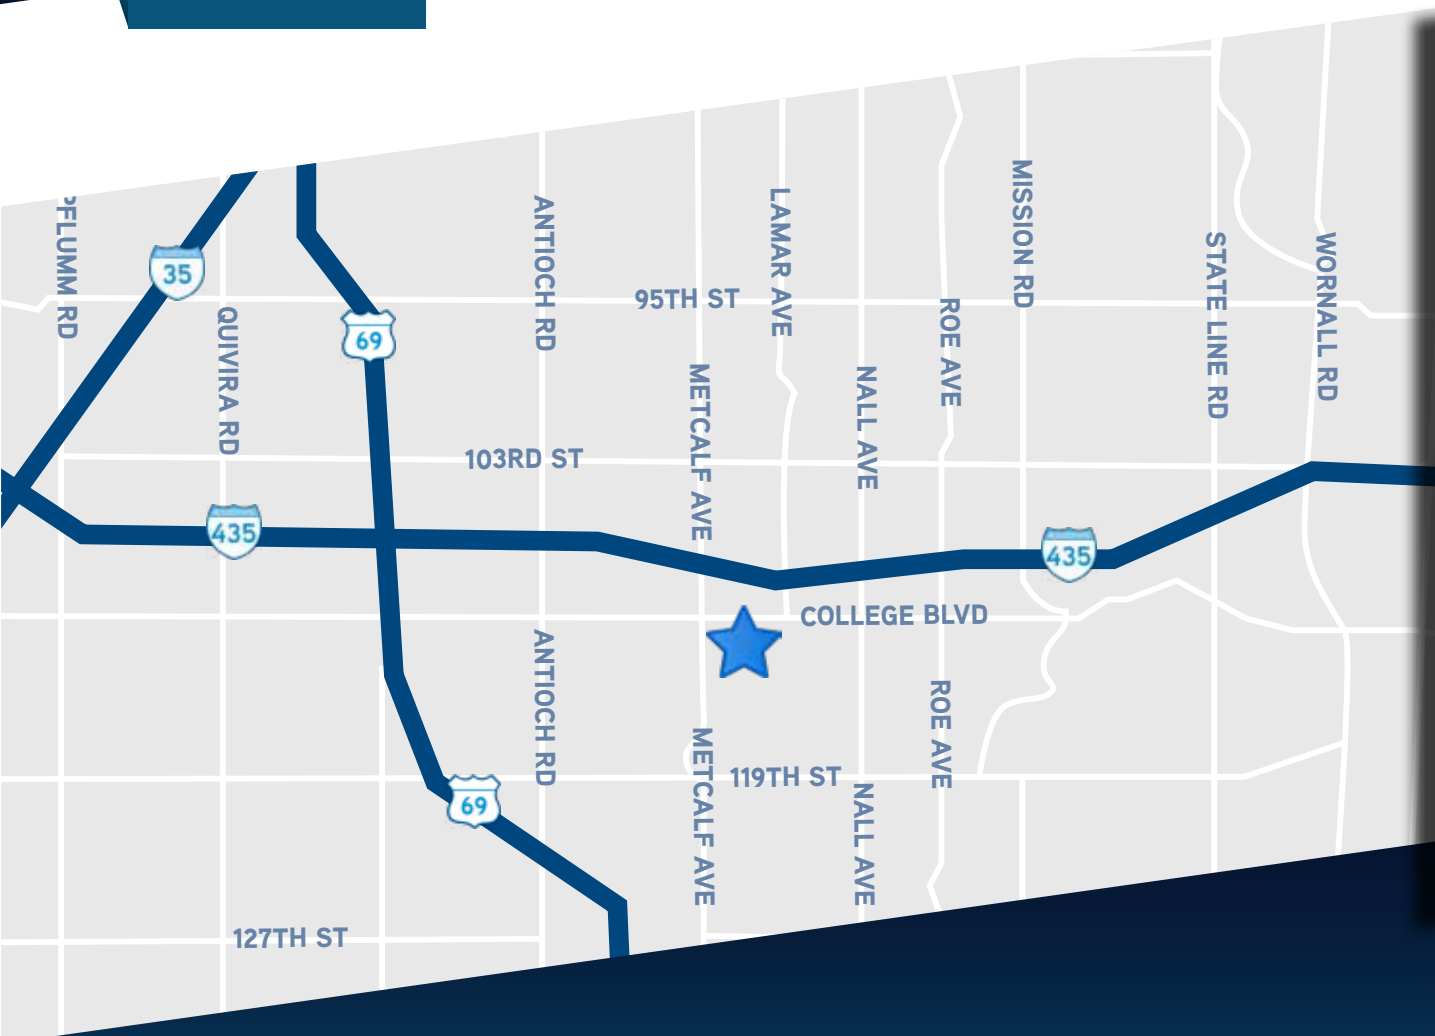 PFLUMM RD
35
QUIVIRA RD
69
ANTIOCH RD
95TH ST
LAMAR AVE
METCALF AVE
NALL AVE
ROE AVE
MISSION RD
STATE LINE RD
WORNALL RD
103RD ST
435
435
COLLEGE BLVD
ANTIOCH RD
ROE AVE
METCALF AVE
119TH ST
NALL AVE
69
127TH ST